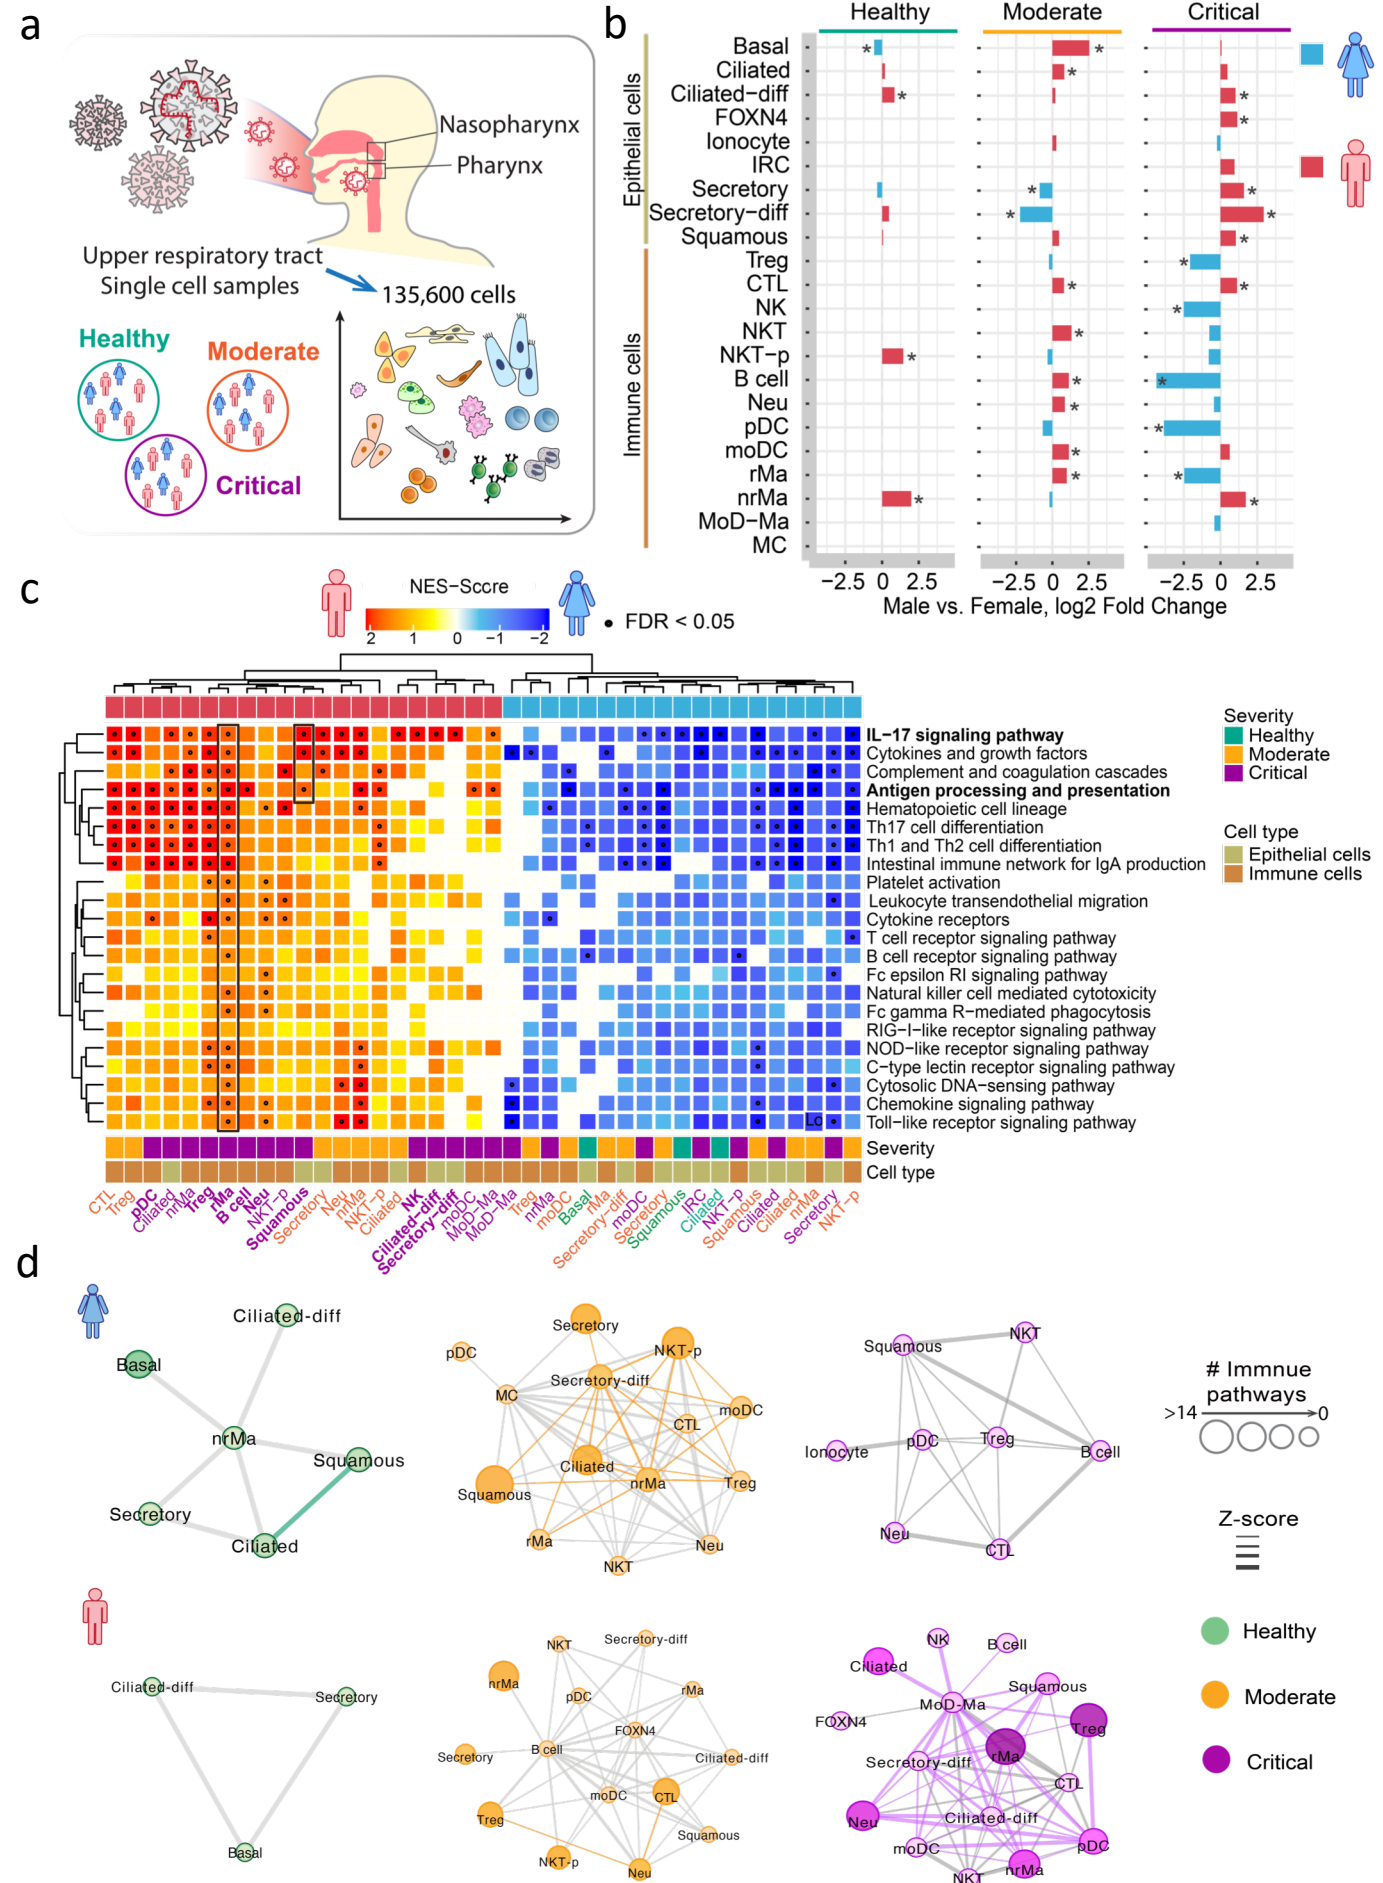 a
Nasopharynx
Pharynx
Upper respiratory tract
Single cell samples
135,600 cells
Healthy
Moderate
Critical
b
Healthy
Moderate
Critical
Epithelial cells
Immune cells
Basal
Ciliated
Ciliated-diff
FOXN4
Ionocyte
IRC
Secretory
Secretory-diff
Squamous
Treg
CTL
NK
NKT
NKT-p
B cell
Neu
pDC
moDC
rMa
nrMa
MoD-Ma
MC
-2.5 0 2.5
-2.5 0 2.5
-2.5 0 2.5
Male vs. Female, log2 Fold Change
c
NES-Sccre
2 1 0 -1 -2
FDR < 0.05
IL-17 signaling pathway
Cytokines and growth factors
Complement and coagulation cascades
Antigen processing and presentation
Hematopoietic cell lineage
Th17 cell differentiation
Th1 and Th2 cell differentiation
Intestinal immune network for IgA production
Platelet activation
Leukocyte transendothelial migration
Cytokine receptors
T cell receptor signaling pathway
B cell receptor signaling pathway
Fc epsilon RI signaling pathway
Natural killer cell mediated cytotoxicity
Fc gamma R-mediated phagocytosis
RIG-I-like receptor signaling pathway
NOD-like receptor signaling pathway
C-type lectin receptor signaling pathway
Cytosolic DNA-sensing pathway
Chemokine signaling pathway
Lo
Toll-like receptor signaling pathway
Severity
Cell type
Severity
Healthy
Moderate
Critical
Cell type
Epithelial cells
Immune cells
CTL
Treg
pDC
Ciliated
nrMa
Treg
rMa
B cell
Neu
NKT-p
Squamous
Secretory
Neu
nrMa
NKT-p
Ciliated
NK
Ciliated-diff
Secretory-diff
moDC
MoD-Ma
MoD-Ma
Treg
nrMa
moDC
Basal
rMa
Secretory-diff
moDC
Secretory
Squamous
IRC
Ciliated
NKT-p
Squamous
Ciliated
Ciliated
nrMa
Secretory
NKT-p
d
Ciliated-diff
Basal
nrMa
Squamous
Secretory
Ciliated
Secretory
NKT-p
pDC
Secretory-diff
MC
moDC
CTL
Ciliated
nrMa
Treg
Squamous
rMa
Neu
NKT
NKT
Squamous
Treg
pDC
Ionocyte
B cell
Neu
CTL
# Immnue
pathways
>14 0
Z-score
Healthy
Moderate
Critical
Ciliated-diff
Secretory
Basal
NKT
Secretory-diff
nrMa
pDC
rMa
FOXN4
B cell
Secretory
Ciliated-diff
moDC
CTL
Treg
Squamous
NKT-p
Neu
NK
B cell
Ciliated
Squamous
MoD-Ma
FOXN4
Treg
rMa
Secretory-diff
CTL
Neu
Ciliated-diff
moDC
pDC
nrMa
NKT